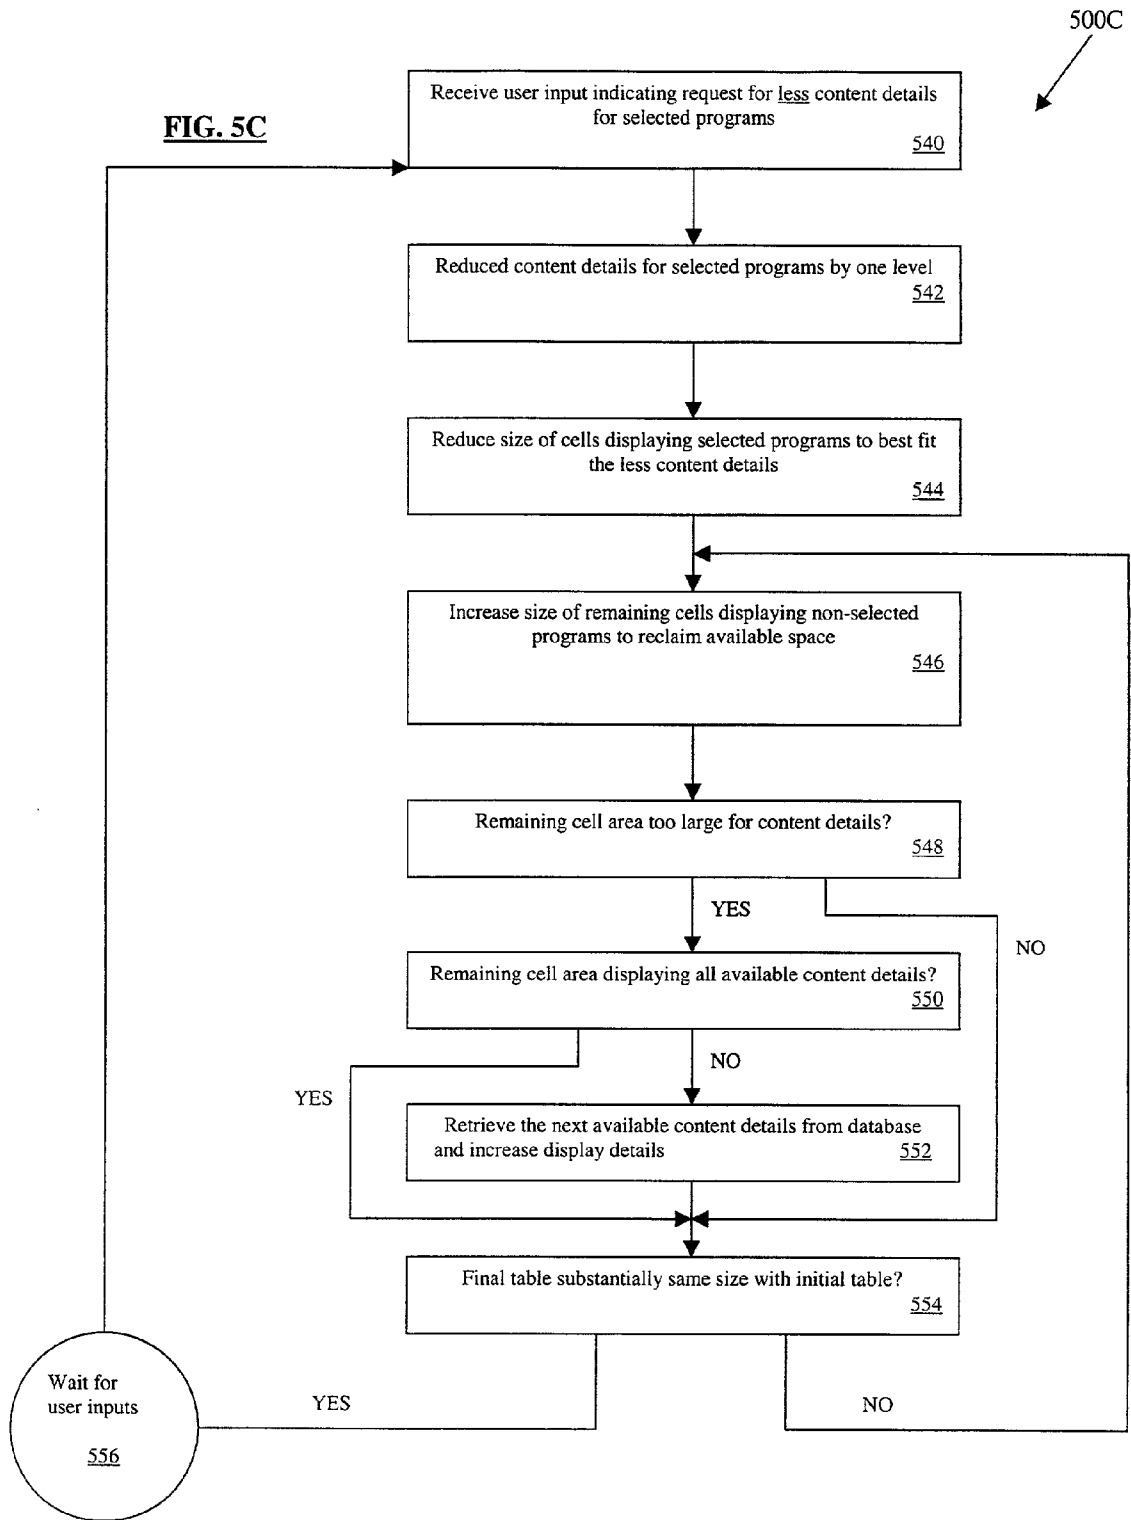 500C
FIG. 5C
Receive user input indicating request for less content details
for selected programs
540
Reduced content details for selected programs by one level
542
Reduce size of cells displaying selected programs to best fit
the less content details
544
Increase size of remaining cells displaying non-selected
programs to reclaim available space
546
Remaining cell area too large for content details?
548
YES
NO
Remaining cell area displaying all available content details?
550
NO
YES
Retrieve the next available content details from database
and increase display details 552
Final table substantially same size with initial table?
554
Wait for
user inputs
556
YES
NO